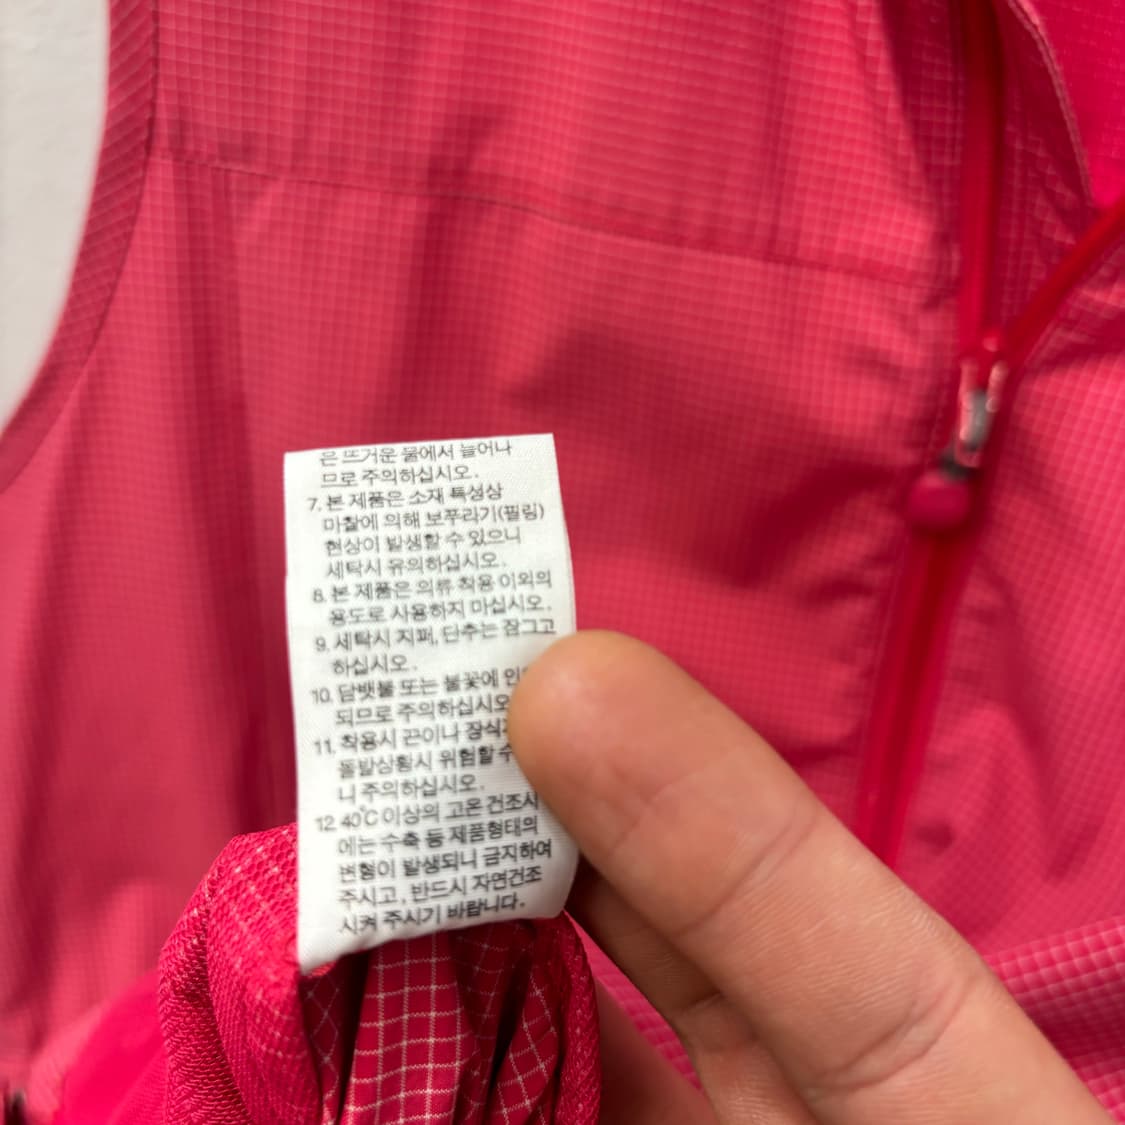 은 뜨거운 물에서 늘어나
므로 주의하십시오.
7. 본 제품은 소재 특성상
마찰에 의해 보푸라기(필링)
현상이 발생할 수 있으니
세탁시 유의하십시오.
8. 본 제품은 의류 착용 이외의
용도로 사용하지 마십시오.
9. 세탁시 지퍼, 단추는 잠그고
하십시오.
10. 담뱃불 또는 불꽃에
되므로 주의하십시오
11. 착용시 끈이나
돌발상황시 위험할 수
니 주의하십시오.
12. 40℃ 이상의 고온 건조시
에는 수축 등 제품형태의
변형이 발생되니 금지하여
주시고, 반드시 자연건조
시켜 주시기 바랍니다.